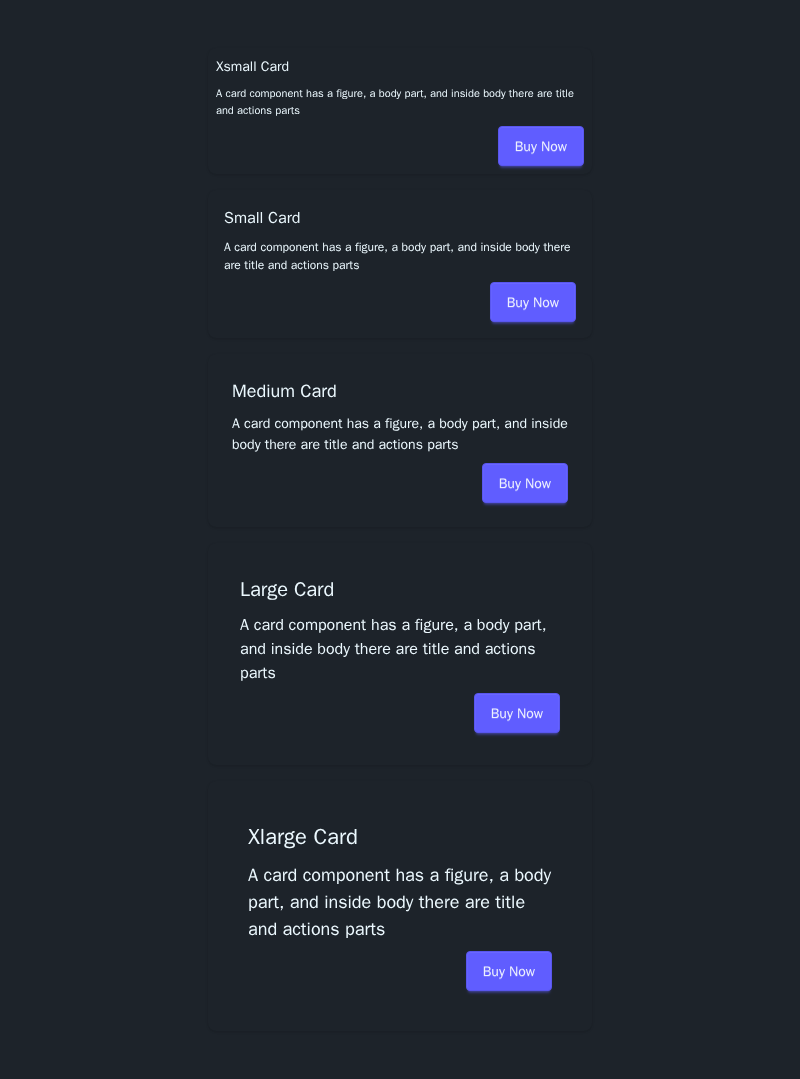 Xsmall Card
A card component has a figure, a body part, and inside body there are title
and actions parts
Buy Now
Small Card
A card component has a figure, a body part, and inside body there
are title and actions parts
Buy Now
Medium Card
A card component has a figure, a body part, and inside
body there are title and actions parts
Buy Now
Large Card
A card component has a figure, a body part,
and inside body there are title and actions
parts
Buy Now
Xlarge Card
A card component has a figure, a body
part, and inside body there are title
and actions parts
Buy Now